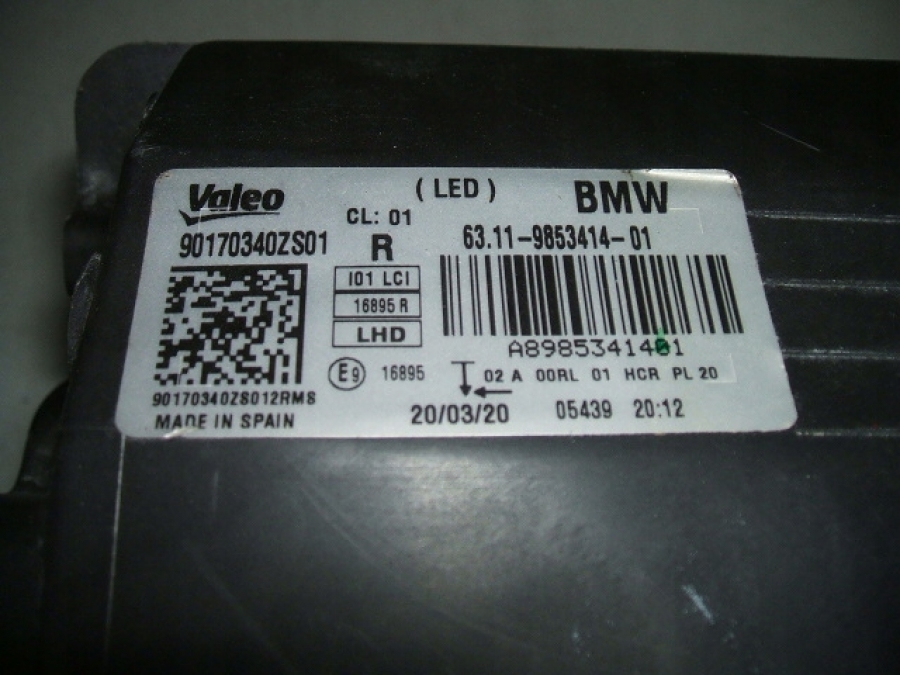 Valeo
(LED)
BMW
CL: 01
90170340ZS01
R
63.11-9853414-01
I01 LCI
16895 R
LHD
A8985341401
E9
16895
02 A 00RL 01 HCR PL 20
90170340ZS012RMS
20/03/20
05439 20:12
MADE IN SPAIN